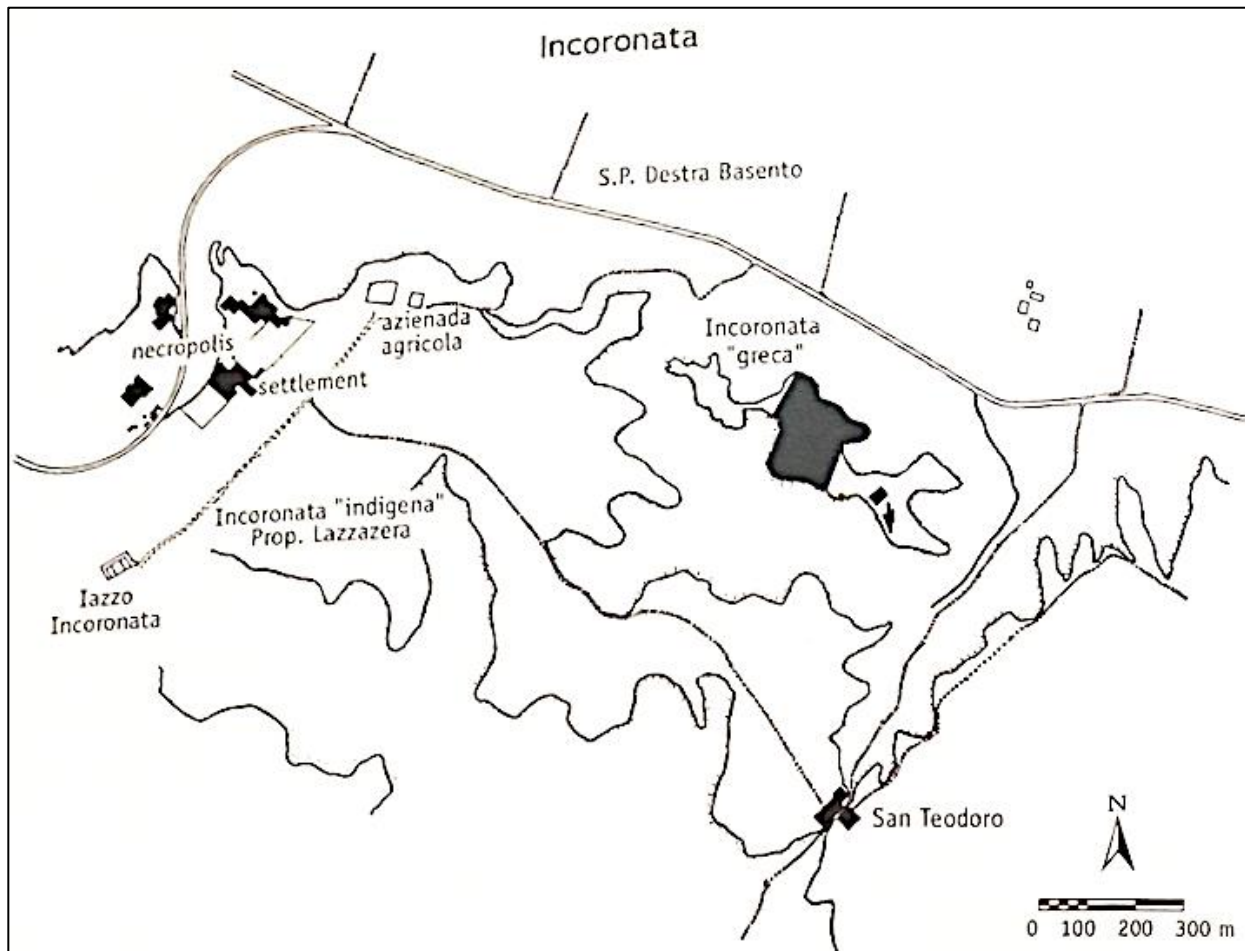 Incoronata
S.P. Destra Basento
necropolis
settlement
azienada
agricola
Incoronata
"greca"
Incoronata "indigena"
Prop. Lazzazera
Iazzo
Incoronata
San Teodoro
N
0 100 200 300 m